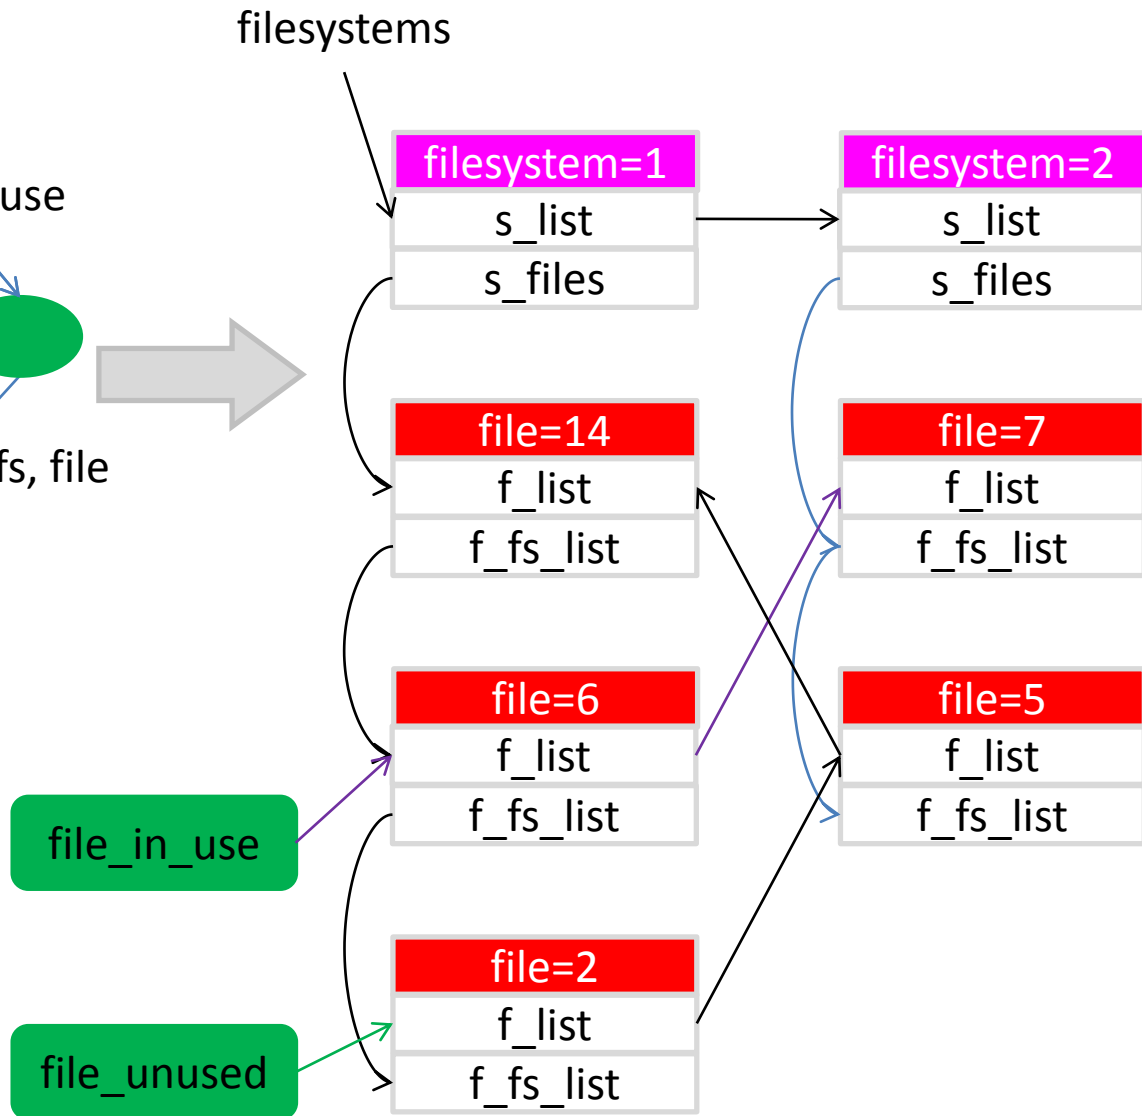 filesystems
filesystem=1
s_list
s_files
filesystem=2
s_list
s_files
use
fs, file
file=14
f_list
f_fs_list
file=7
f_list
f_fs_list
file=6
f_list
f_fs_list
file=5
f_list
f_fs_list
file_in_use
file=2
f_list
f_fs_list
file_unused